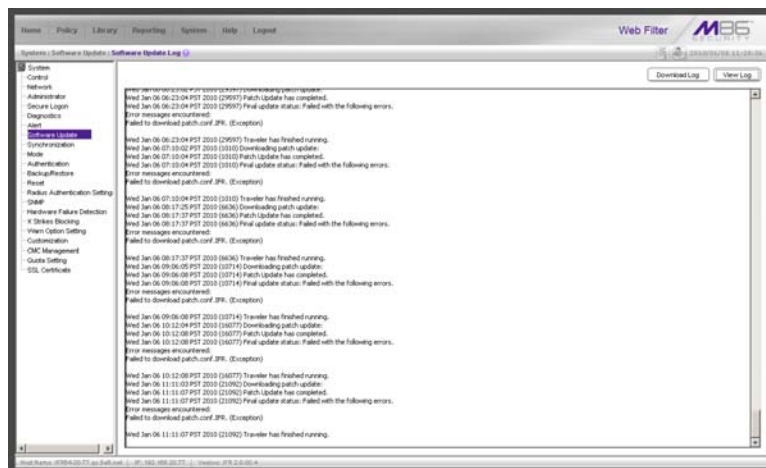 Home Policy Library Reporting System Help Logout
Web Filter
M86
SECURITY
System : Software Update : Software Update Log
System
Control
Network
Administrator
Secure Logon
Diagnostics
Alert
Software Update
Synchronization
Mode
Authentication
Backup/Restore
Reset
Radius Authentication Setting
SNMP
Hardware Failure Detection
X Strikes Blocking
Warn Option Setting
Customization
CMC Management
Quota Setting
SSL Certificate
Download Log View Log
Wed Jan 06 06:23:04 PST 2010 (29597) Patch Update has completed.
Wed Jan 06 06:23:04 PST 2010 (29597) Final update status: Failed with the following errors.
Error messages encountered:
Failed to download patch.conf.IFR. (Exception)
Wed Jan 06 06:23:04 PST 2010 (29597) Traveler has finished running.
Wed Jan 06 07:10:02 PST 2010 (1010) Downloading patch update:
Wed Jan 06 07:10:04 PST 2010 (1010) Patch Update has completed.
Wed Jan 06 07:10:04 PST 2010 (1010) Final update status: Failed with the following errors.
Error messages encountered:
Failed to download patch.conf.IFR. (Exception)
Wed Jan 06 07:10:04 PST 2010 (1010) Traveler has finished running.
Wed Jan 06 08:17:25 PST 2010 (6636) Downloading patch update:
Wed Jan 06 08:17:37 PST 2010 (6636) Patch Update has completed.
Wed Jan 06 08:17:37 PST 2010 (6636) Final update status: Failed with the following errors.
Error messages encountered:
Failed to download patch.conf.IFR. (Exception)
Wed Jan 06 08:17:37 PST 2010 (6636) Traveler has finished running.
Wed Jan 06 09:06:05 PST 2010 (10714) Downloading patch update:
Wed Jan 06 09:06:08 PST 2010 (10714) Patch Update has completed.
Wed Jan 06 09:06:08 PST 2010 (10714) Final update status: Failed with the following errors.
Error messages encountered:
Failed to download patch.conf.IFR. (Exception)
Wed Jan 06 09:06:08 PST 2010 (10714) Traveler has finished running.
Wed Jan 06 10:12:04 PST 2010 (16077) Downloading patch update:
Wed Jan 06 10:12:08 PST 2010 (16077) Patch Update has completed.
Wed Jan 06 10:12:08 PST 2010 (16077) Final update status: Failed with the following errors.
Error messages encountered:
Failed to download patch.conf.IFR. (Exception)
Wed Jan 06 10:12:08 PST 2010 (16077) Traveler has finished running.
Wed Jan 06 11:11:03 PST 2010 (21092) Downloading patch update:
Wed Jan 06 11:11:07 PST 2010 (21092) Patch Update has completed.
Wed Jan 06 11:11:07 PST 2010 (21092) Final update status: Failed with the following errors.
Error messages encountered:
Failed to download patch.conf.IFR. (Exception)
Wed Jan 06 11:11:07 PST 2010 (21092) Traveler has finished running.